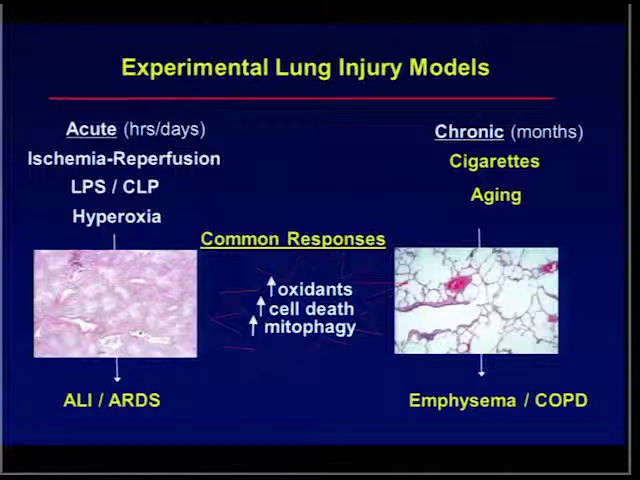 Experimental Lung Injury Models
Acute (hrs/days)
Ischemia-Reperfusion
LPS / CLP
Hyperoxia
Chronic (months)
Cigarettes
Aging
Common Responses
↑oxidants
↑cell death
↑mitophagy
ALI / ARDS
Emphysema / COPD